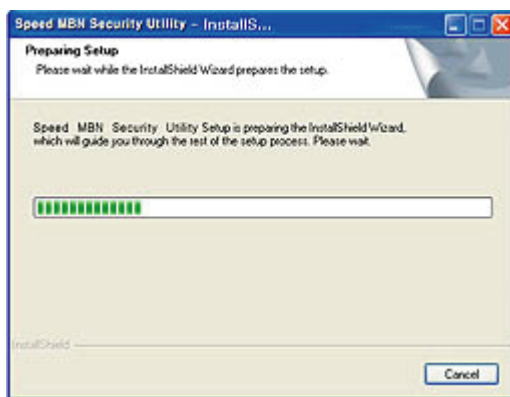 Speed MBN Security Utility - InstallS...
Preparing Setup
Please wait while the InstallShield Wizard prepares the setup.
Speed MBN Security Utility Setup is preparing the InstallShield Wizard,
which will guide you through the rest of the setup process. Please wait.
InstallShield
Cancel